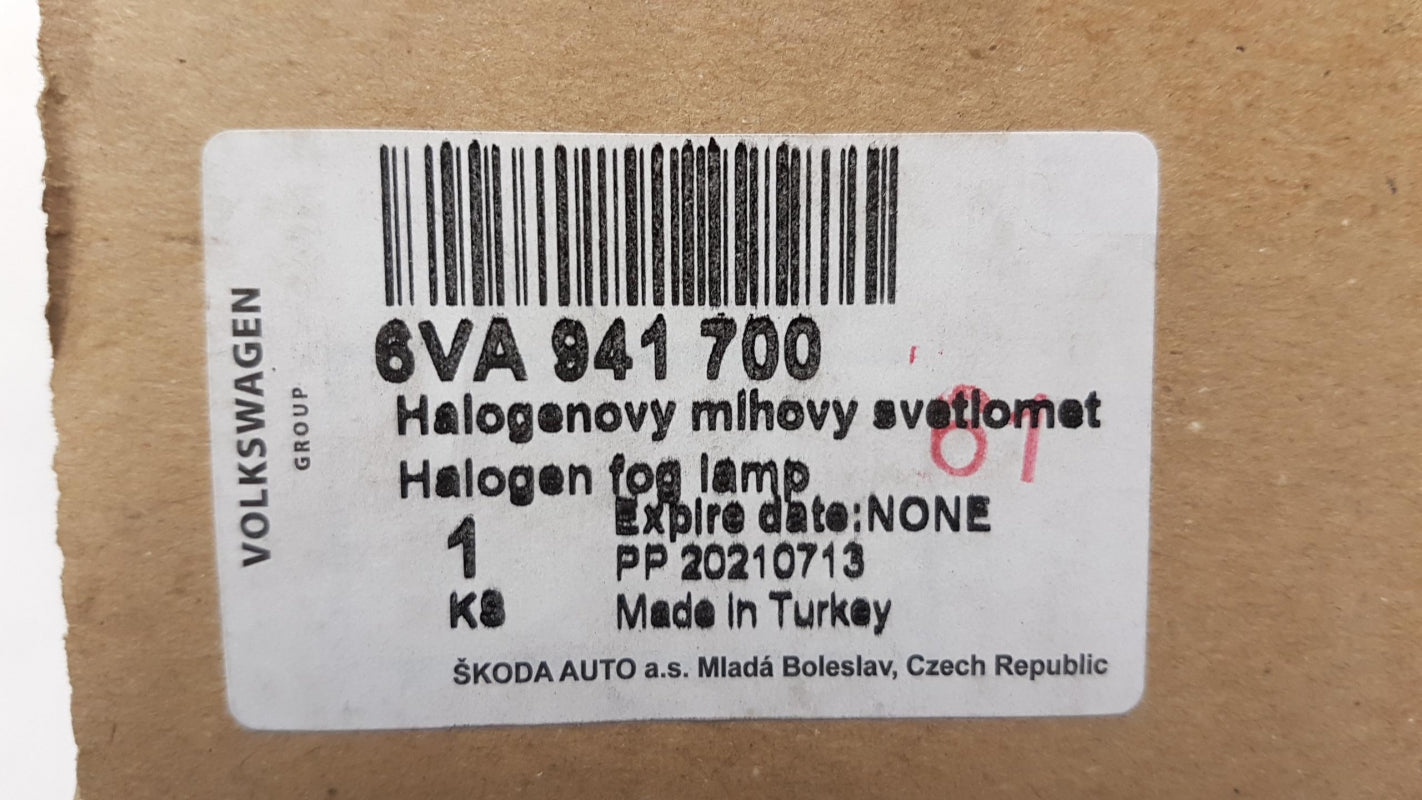 VOLKSWAGEN
GROUP
6VA 941 700
Halogenovy mlhovy svetlomet
81
Halogen fog lamp
1
Expire date:NONE
PP 20210713
KS
Made in Turkey
ŠKODA AUTO a.s. Mladá Boleslav, Czech Republic